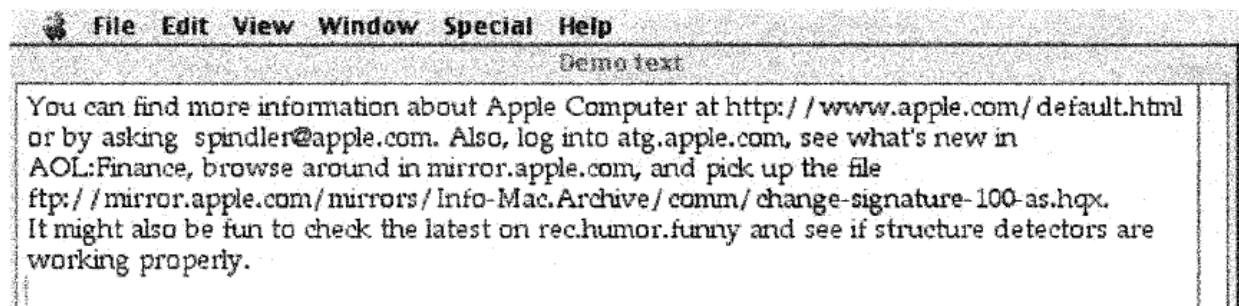 File Edit View Window Special Help
Demo text
You can find more information about Apple Computer at http://www.apple.com/default.html
or by asking spindler@apple.com. Also, log into atg.apple.com, see what's new in
AOL:Finance, browse around in mirror.apple.com, and pick up the file
ftp://mirror.apple.com/mirrors/Info-Mac.Archive/comm/change-signature-100-as.hqx.
It might also be fun to check the latest on rec.humor.funny and see if structure detectors are
working properly.